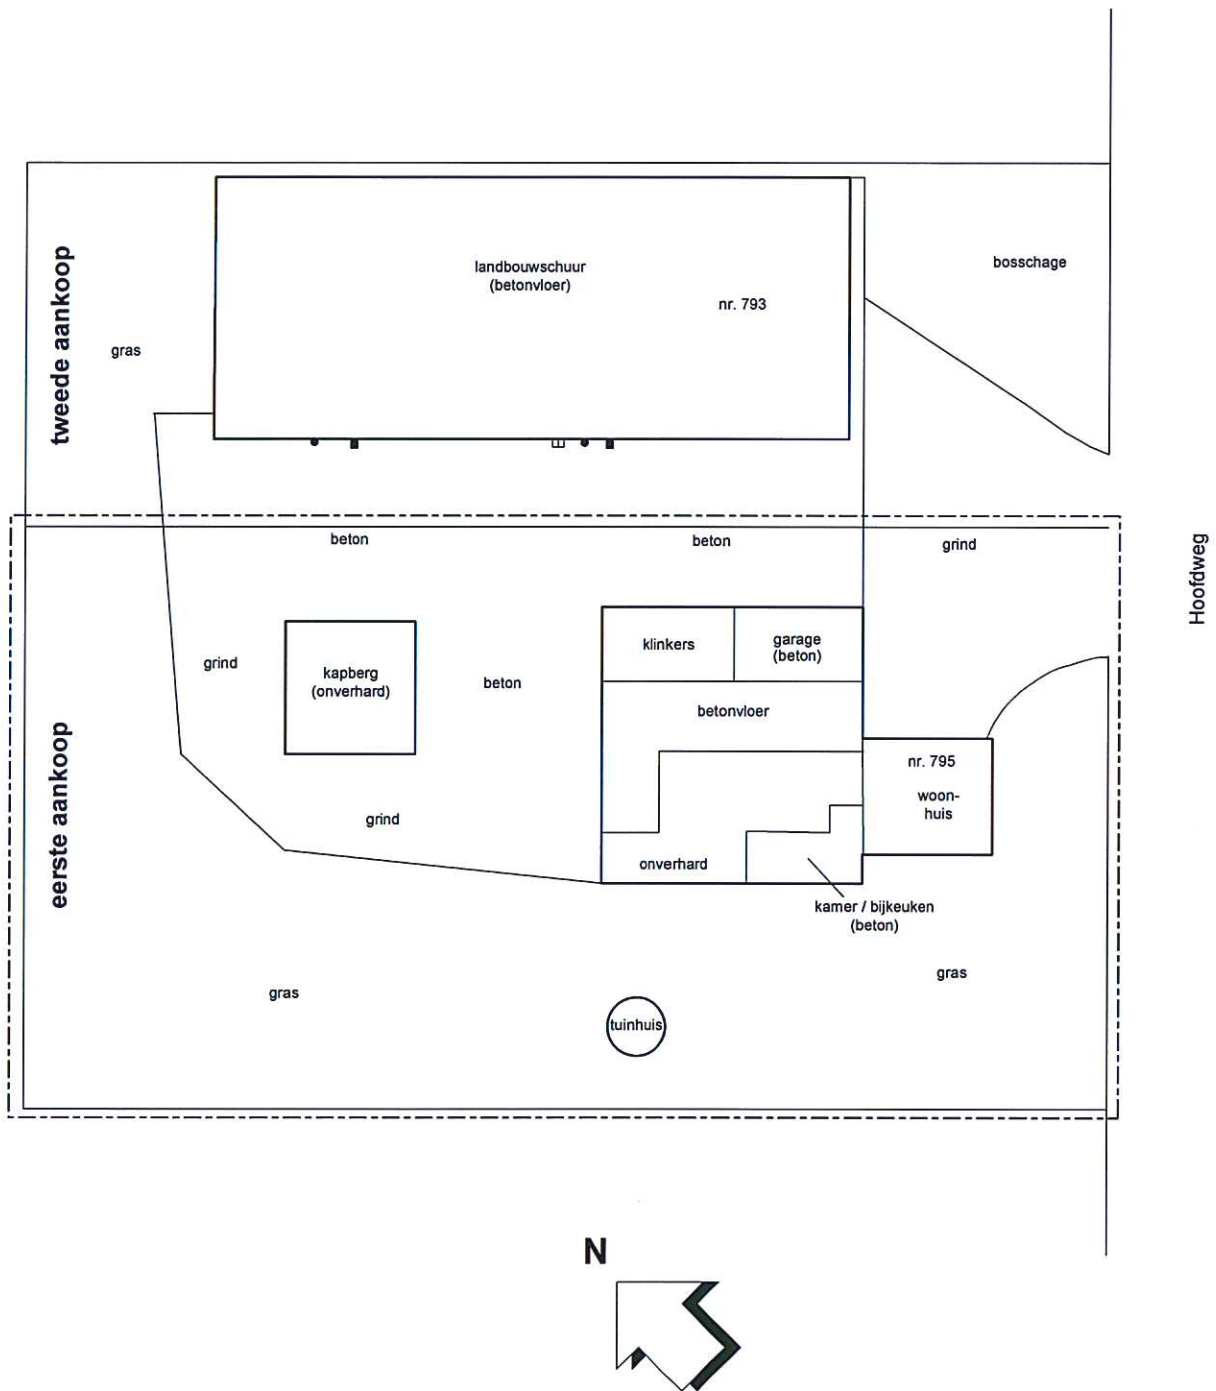 tweede aankoop
landbouwschuur
(betonvloer)
nr. 793
bosschage
gras
beton
beton
grind
Hoofdweg
eerste aankoop
klinkers
garage
(beton)
grind
kapberg
(onverhard)
beton
betonvloer
nr. 795
woon-
huis
grind
onverhard
kamer / bijkeuken
(beton)
gras
gras
tuinhuis
N